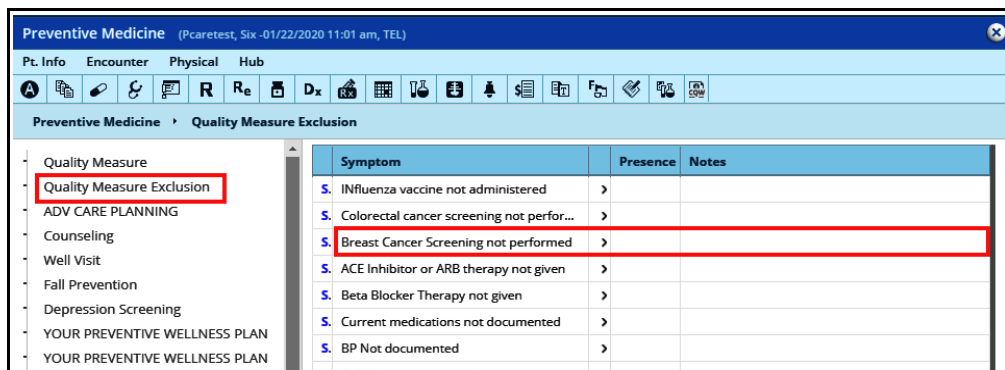 Preventive Medicine (Pcaretest, Six -01/22/2020 11:01 am, TEL)
Pt. Info Encounter Physical Hub
A R Re Dx Rx $ T F COW
Preventive Medicine Quality Measure Exclusion
Quality Measure
Quality Measure Exclusion
ADV CARE PLANNING
Counseling
Well Visit
Fall Prevention
Depression Screening
YOUR PREVENTIVE WELLNESS PLAN
YOUR PREVENTIVE WELLNESS PLAN
Symptom Presence Notes
S. INfluenza vaccine not administered
S. Colorectal cancer screening not perfor...
S. Breast Cancer Screening not performed
S. ACE Inhibitor or ARB therapy not given
S. Beta Blocker Therapy not given
S. Current medications not documented
S. BP Not documented